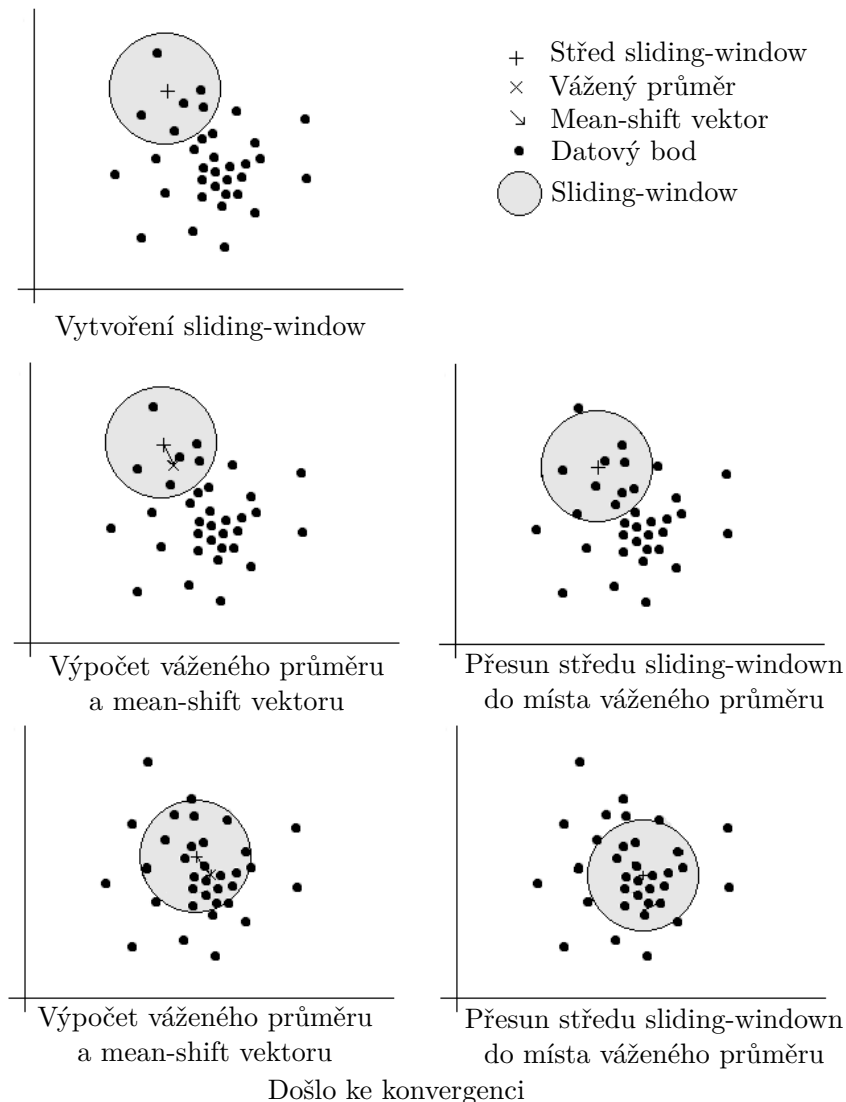 Střed sliding-window
Vážený průměr
Mean-shift vektor
Datový bod
Sliding-window
Vytvoření sliding-window
Výpočet váženého průměru
a mean-shift vektoru
Přesun středu sliding-windown
do místa váženého průměru
Výpočet váženého průměru
a mean-shift vektoru
Přesun středu sliding-windown
do místa váženého průměru
Došlo ke konvergenci